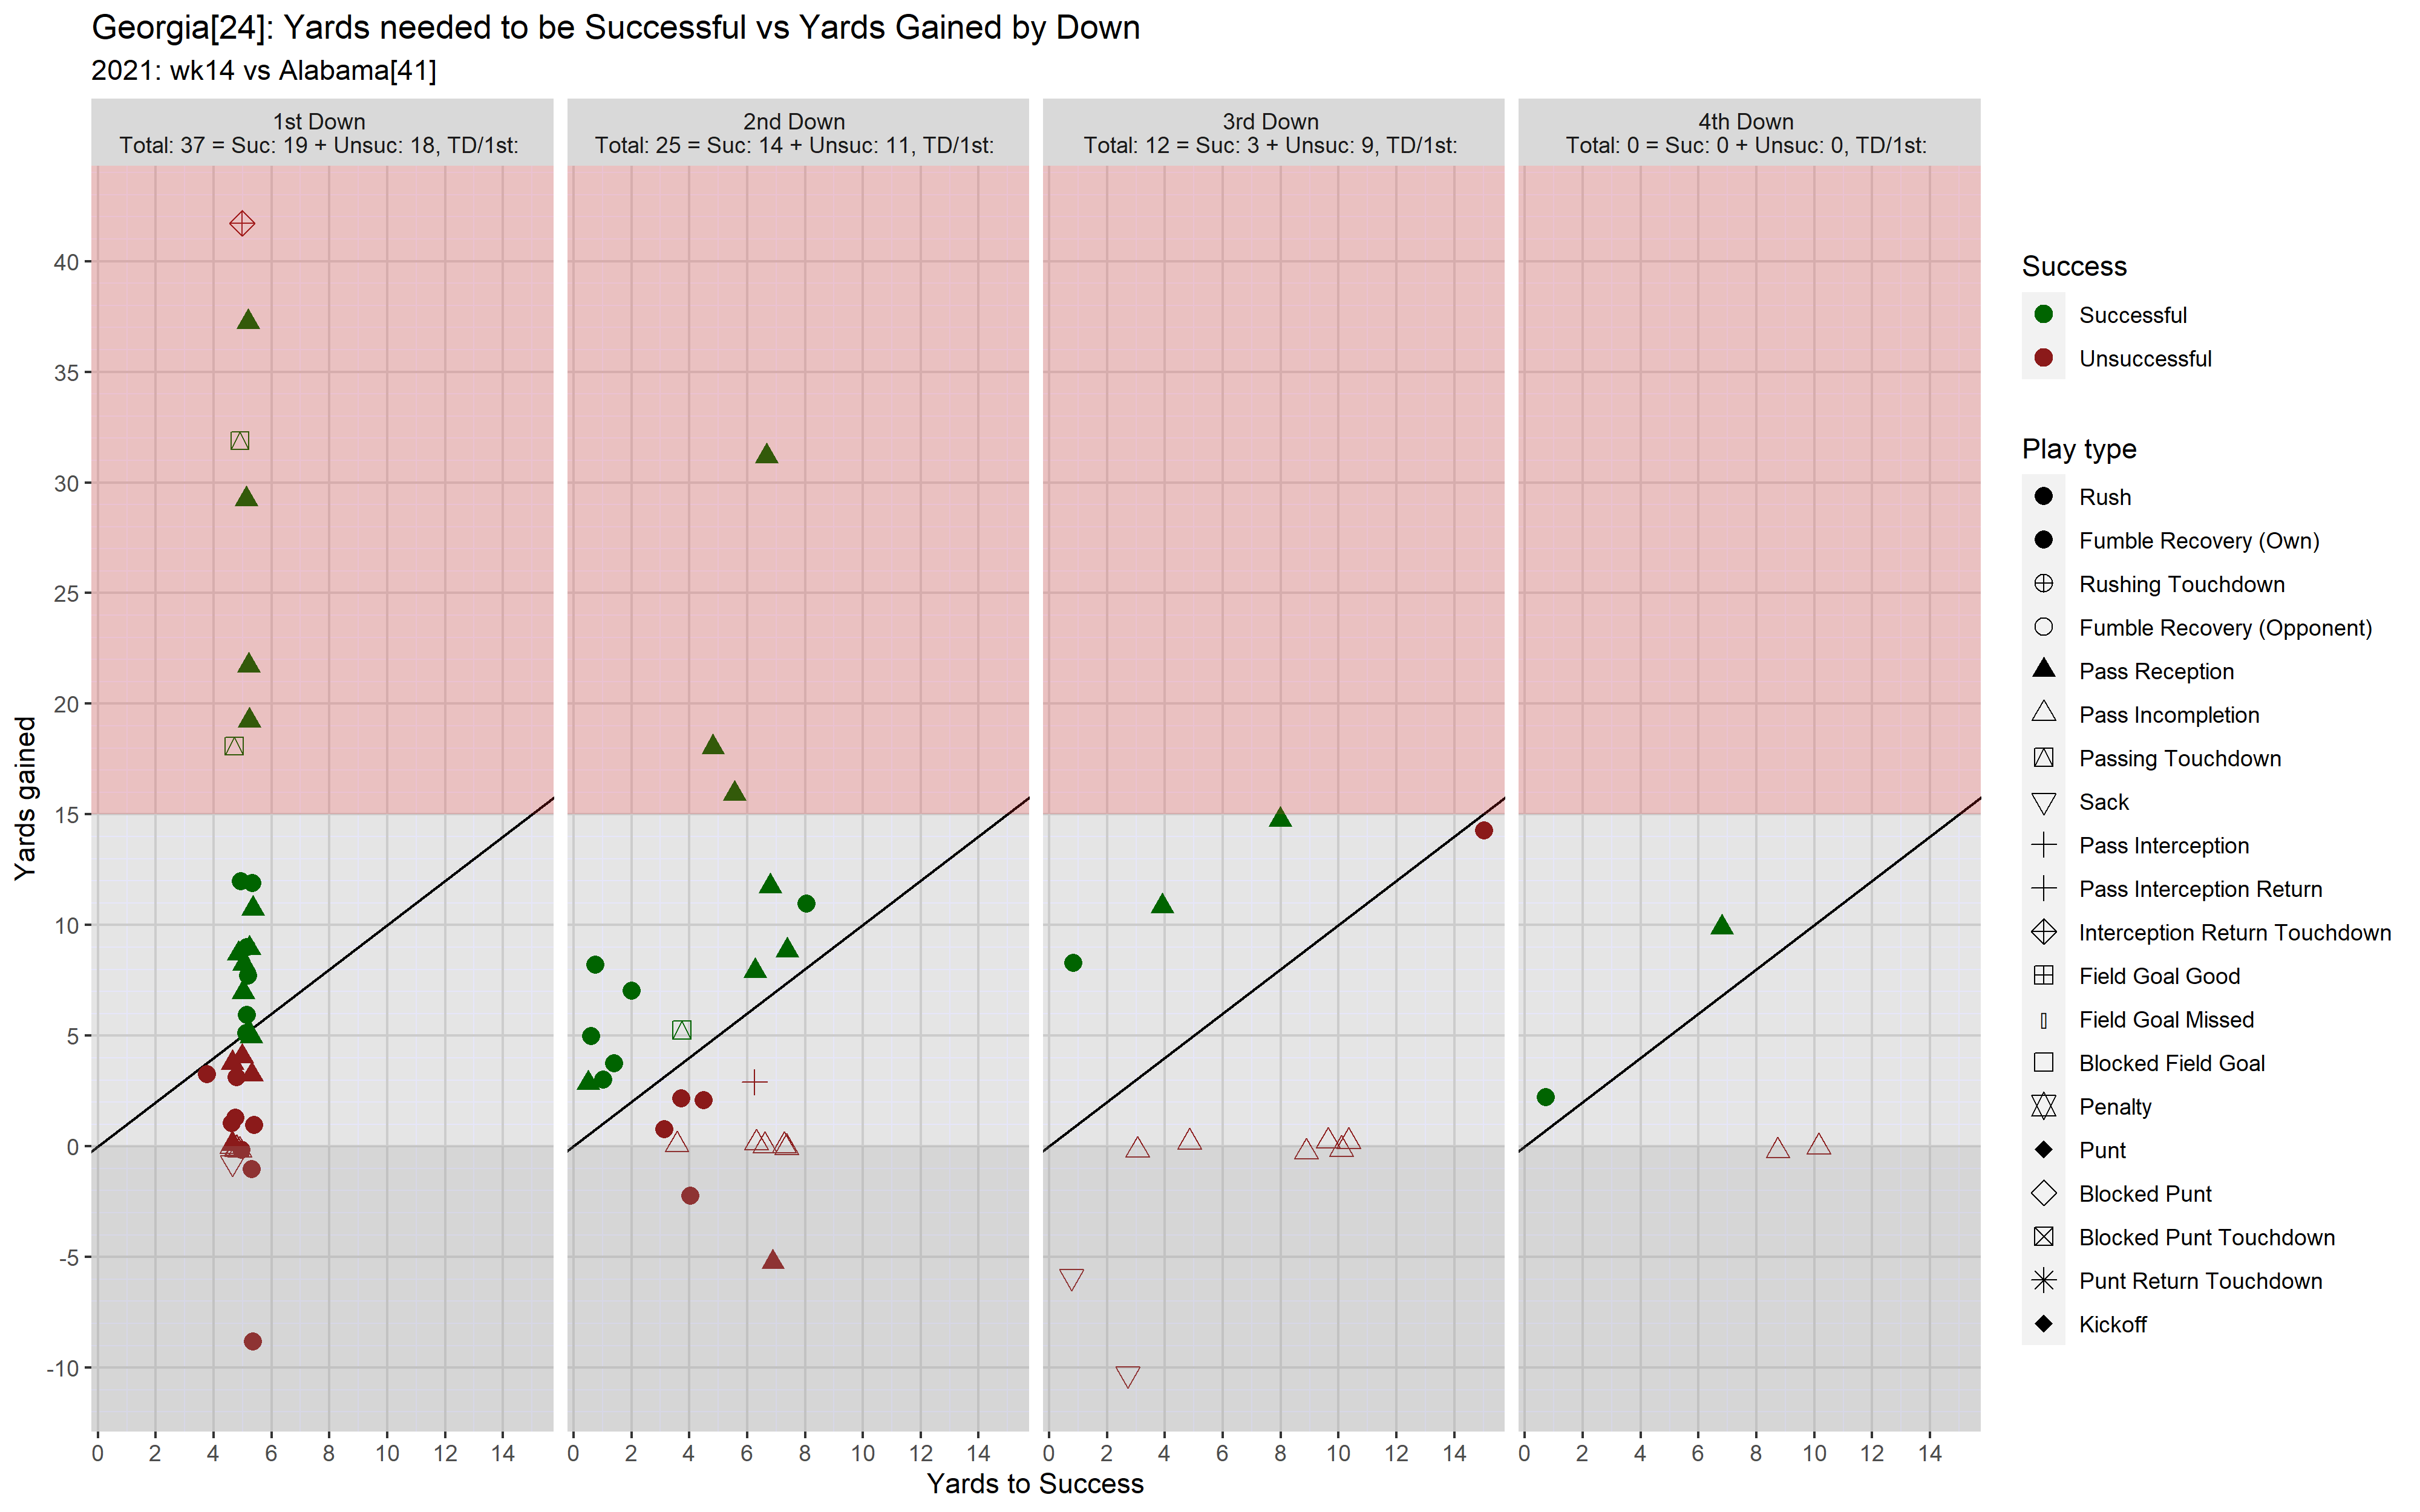 Georgia[24]: Yards needed to be Successful vs Yards Gained by Down
2021: wk14 vs Alabama[41]
1st Down
Total: 37 = Suc: 19 + Unsuc: 18, TD/1st:
2nd Down
Total: 25 = Suc: 14 + Unsuc: 11, TD/1st:
3rd Down
Total: 12 = Suc: 3 + Unsuc: 9, TD/1st:
4th Down
Total: 0 = Suc: 0 + Unsuc: 0, TD/1st:
Yards gained
40
35
30
25
20
15
10
5
0
-5
-10
0 2 4 6 8 10 12 14
0 2 4 6 8 10 12 14
0 2 4 6 8 10 12 14
0 2 4 6 8 10 12 14
Yards to Success
Success
Successful
Unsuccessful
Play type
Rush
Fumble Recovery (Own)
Rushing Touchdown
Fumble Recovery (Opponent)
Pass Reception
Pass Incompletion
Passing Touchdown
Sack
Pass Interception
Pass Interception Return
Interception Return Touchdown
Field Goal Good
Field Goal Missed
Blocked Field Goal
Penalty
Punt
Blocked Punt
Blocked Punt Touchdown
Punt Return Touchdown
Kickoff